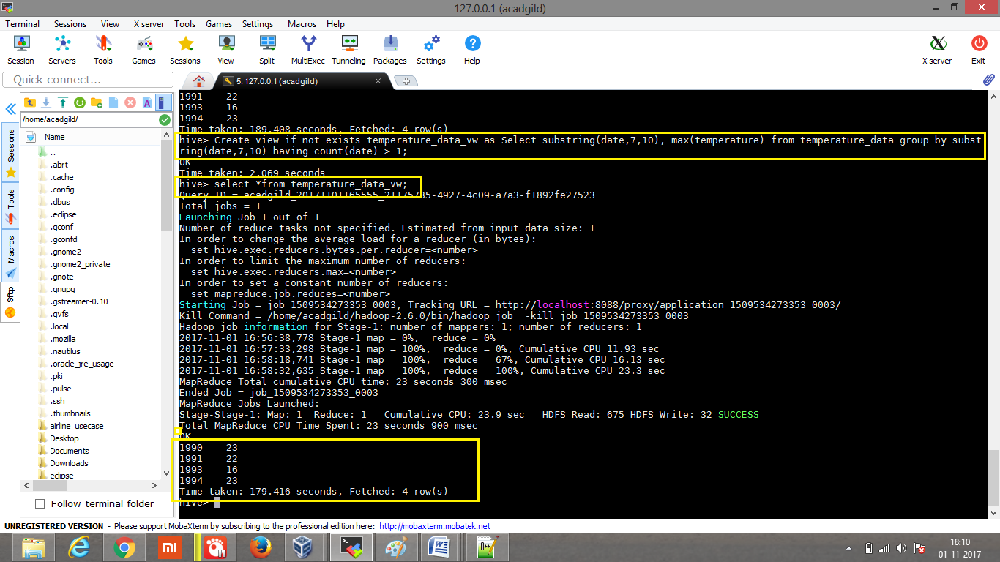 127.0.0.1 (acadgild)
Terminal Sessions View X server Tools Games Settings Macros Help
Session Servers Tools Games Sessions View Split MultiExec Tunneling Packages Settings Help X server Exit
Quick connect...
5. 127.0.0.1 (acadgild)
/home/acadgild/
Name
..
.abrt
.cache
.config
.dbus
.eclipse
.gconf
.gconfd
.gnome2
.gnome2_private
.gnote
.gnupg
.gstreamer-0.10
.gvfs
.local
.mozilla
.nautilus
.oracle_jre_usage
.pki
.pulse
.ssh
.thumbnails
airline_usecase
Desktop
Documents
Downloads
eclipse
Follow terminal folder
Sessions
Tools
Macros
Sftp
1991 22
1993 16
1994 23
Time taken: 189.408 seconds, Fetched: 4 row(s)
hive> Create view if not exists temperature_data_vw as Select substring(date,7,10), max(temperature) from temperature_data group by subst
ring(date,7,10) having count(date) > 1;
OK
Time taken: 2.069 seconds
hive> select *from temperature_data_vw;
Query ID = acadgild_20171101165555_21175735-4927-4c09-a7a3-f1892fe27523
Total jobs = 1
Launching Job 1 out of 1
Number of reduce tasks not specified. Estimated from input data size: 1
In order to change the average load for a reducer (in bytes):
set hive.exec.reducers.bytes.per.reducer=<number>
In order to limit the maximum number of reducers:
set hive.exec.reducers.max=<number>
In order to set a constant number of reducers:
set mapreduce.job.reduces=<number>
Starting Job = job_1509534273353_0003, Tracking URL = http://localhost:8088/proxy/application_1509534273353_0003/
Kill Command = /home/acadgild/hadoop-2.6.0/bin/hadoop job -kill job_1509534273353_0003
Hadoop job information for Stage-1: number of mappers: 1; number of reducers: 1
2017-11-01 16:56:38,778 Stage-1 map = 0%, reduce = 0%
2017-11-01 16:57:33,298 Stage-1 map = 100%, reduce = 0%, Cumulative CPU 11.93 sec
2017-11-01 16:58:18,741 Stage-1 map = 100%, reduce = 67%, Cumulative CPU 16.13 sec
2017-11-01 16:58:32,635 Stage-1 map = 100%, reduce = 100%, Cumulative CPU 23.3 sec
MapReduce Total cumulative CPU time: 23 seconds 300 msec
Ended Job = job_1509534273353_0003
MapReduce Jobs Launched:
Stage-Stage-1: Map: 1 Reduce: 1 Cumulative CPU: 23.9 sec HDFS Read: 675 HDFS Write: 32 SUCCESS
Total MapReduce CPU Time Spent: 23 seconds 900 msec
OK
1990 23
1991 22
1993 16
1994 23
Time taken: 179.416 seconds, Fetched: 4 row(s)
hive>
UNREGISTERED VERSION - Please support MobaXterm by subscribing to the professional edition here: http://mobaxterm.mobatek.net
18:10
01-11-2017